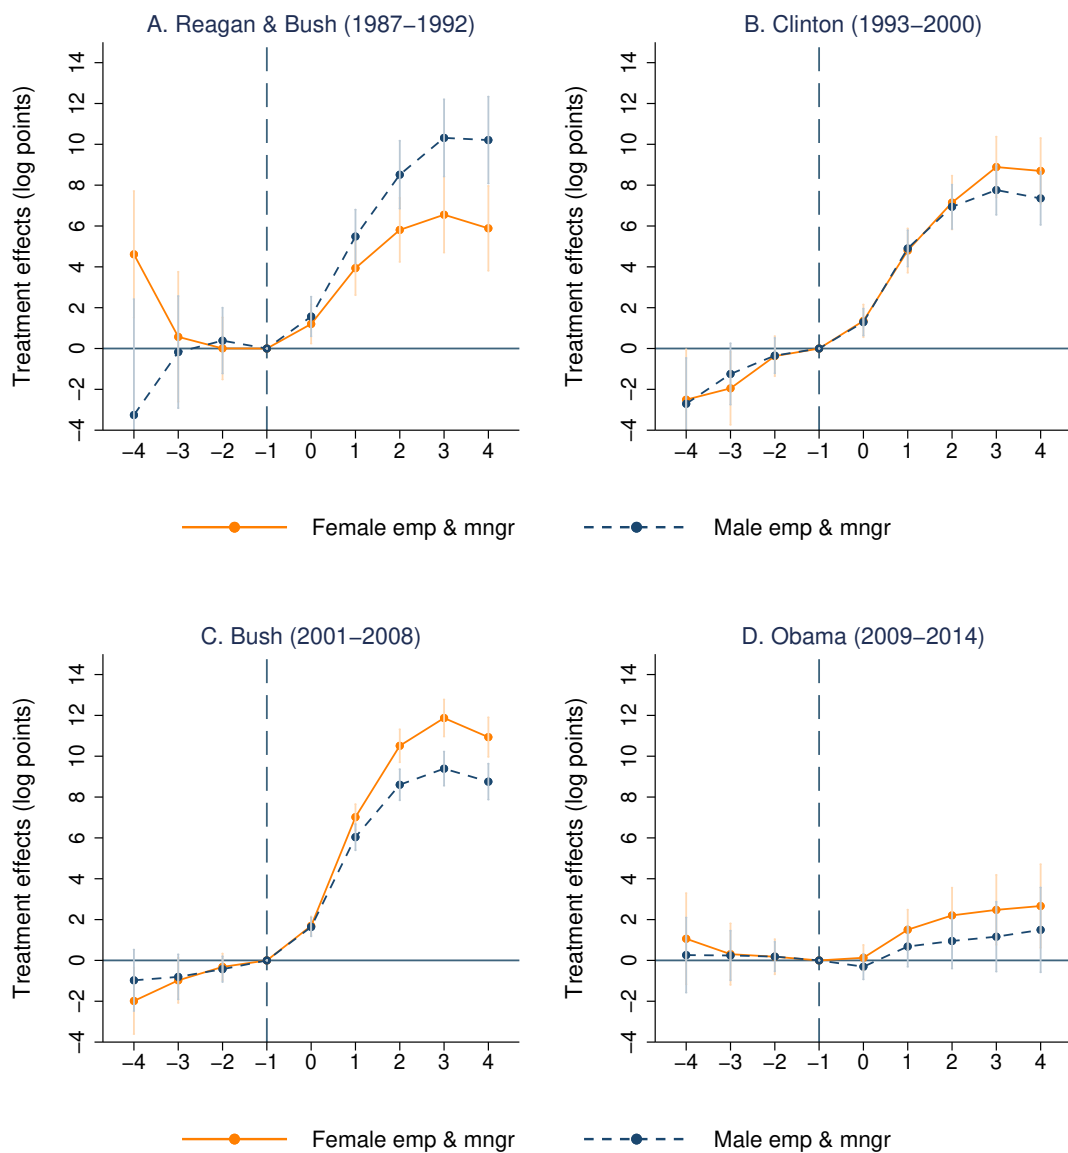 A. Reagan & Bush (1987−1992)
Treatment effects (log points)
14
12
10
8
6
4
2
0
−2
−4
−4 −3 −2 −1 0 1 2 3 4
B. Clinton (1993−2000)
Treatment effects (log points)
14
12
10
8
6
4
2
0
−2
−4
−4 −3 −2 −1 0 1 2 3 4
Female emp & mngr Male emp & mngr
C. Bush (2001−2008)
Treatment effects (log points)
14
12
10
8
6
4
2
0
−2
−4
−4 −3 −2 −1 0 1 2 3 4
D. Obama (2009−2014)
Treatment effects (log points)
14
12
10
8
6
4
2
0
−2
−4
−4 −3 −2 −1 0 1 2 3 4
Female emp & mngr Male emp & mngr